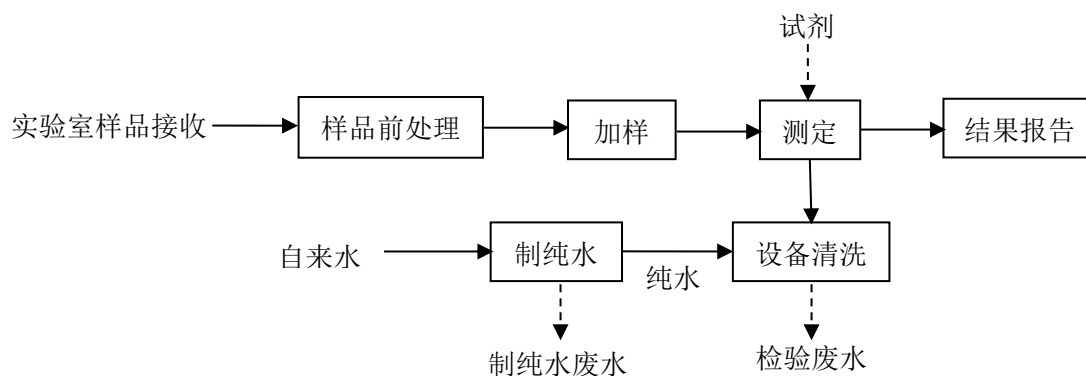 试剂
实验室样品接收
样品前处理
加样
测定
结果报告
自来水
制纯水
纯水
设备清洗
制纯水废水
检验废水